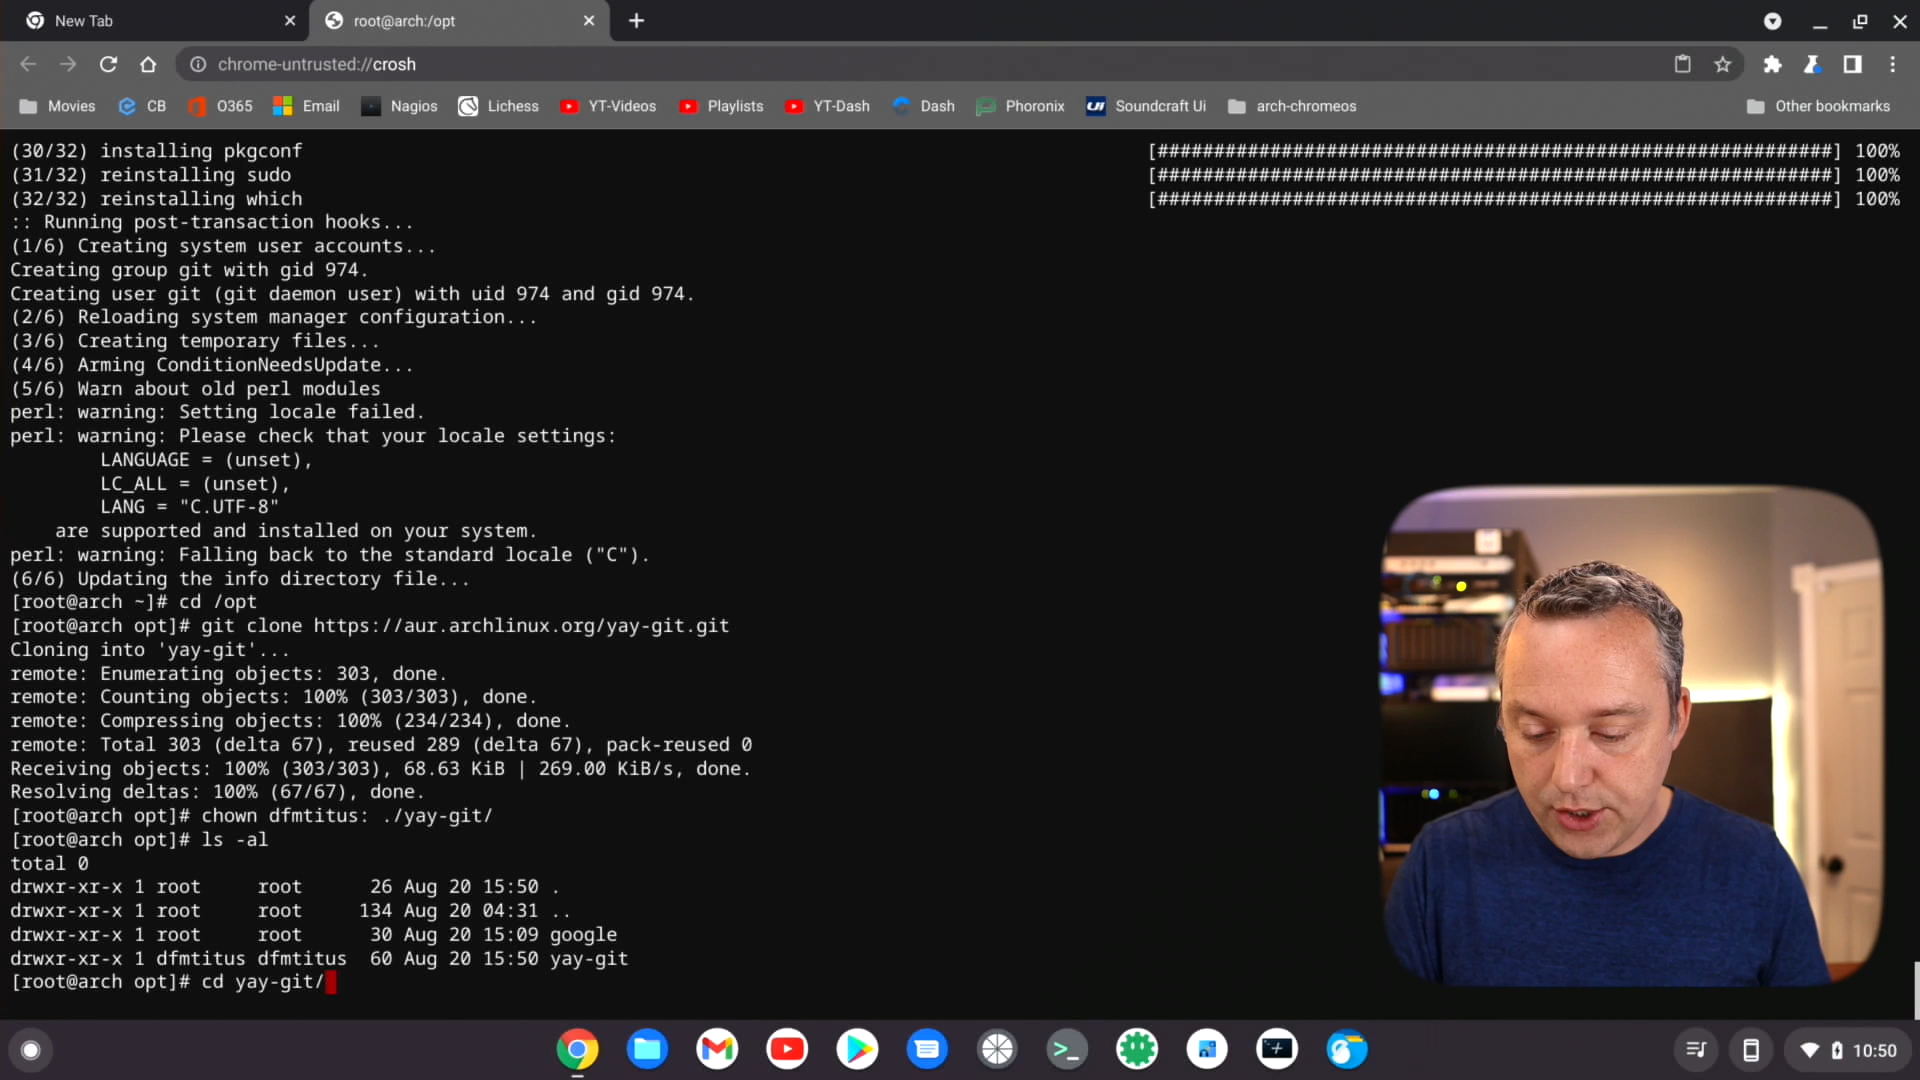 New Tab
root@arch:/opt
chrome-untrusted://crosh
Movies CB O365 Email Nagios Lichess YT-Videos Playlists YT-Dash Dash Phoronix Soundcraft Ui arch-chromeos Other bookmarks
(30/32) installing pkgconf [############################################################] 100%
(31/32) reinstalling sudo [############################################################] 100%
(32/32) reinstalling which [############################################################] 100%
:: Running post-transaction hooks...
(1/6) Creating system user accounts...
Creating group git with gid 974.
Creating user git (git daemon user) with uid 974 and gid 974.
(2/6) Reloading system manager configuration...
(3/6) Creating temporary files...
(4/6) Arming ConditionNeedsUpdate...
(5/6) Warn about old perl modules
perl: warning: Setting locale failed.
perl: warning: Please check that your locale settings:
LANGUAGE = (unset),
LC_ALL = (unset),
LANG = "C.UTF-8"
are supported and installed on your system.
perl: warning: Falling back to the standard locale ("C").
(6/6) Updating the info directory file...
[root@arch ~]# cd /opt
[root@arch opt]# git clone https://aur.archlinux.org/yay-git.git
Cloning into 'yay-git'...
remote: Enumerating objects: 303, done.
remote: Counting objects: 100% (303/303), done.
remote: Compressing objects: 100% (234/234), done.
remote: Total 303 (delta 67), reused 289 (delta 67), pack-reused 0
Receiving objects: 100% (303/303), 68.63 KiB | 269.00 KiB/s, done.
Resolving deltas: 100% (67/67), done.
[root@arch opt]# chown dfmtitus: ./yay-git/
[root@arch opt]# ls -al
total 0
drwxr-xr-x 1 root root 26 Aug 20 15:50 .
drwxr-xr-x 1 root root 134 Aug 20 04:31 ..
drwxr-xr-x 1 root root 30 Aug 20 15:09 google
drwxr-xr-x 1 dfmtitus dfmtitus 60 Aug 20 15:50 yay-git
[root@arch opt]# cd yay-git/
10:50